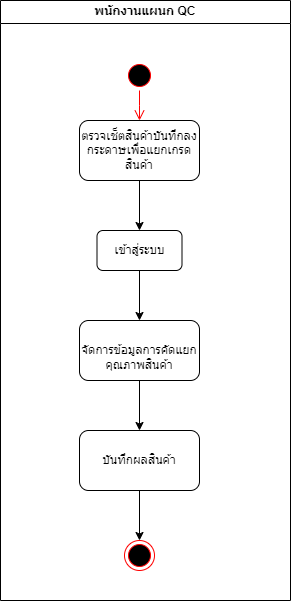 พนักงานแผนก QC
ตรวจเช็ตสินค้าบันทึกลง
กระดาษเพื่อแยกเกรด
สินค้า
เข้าสู่ระบบ
จัดการข้อมูลการคัดแยก
คุณภาพสินค้า
บันทึกผลสินค้า